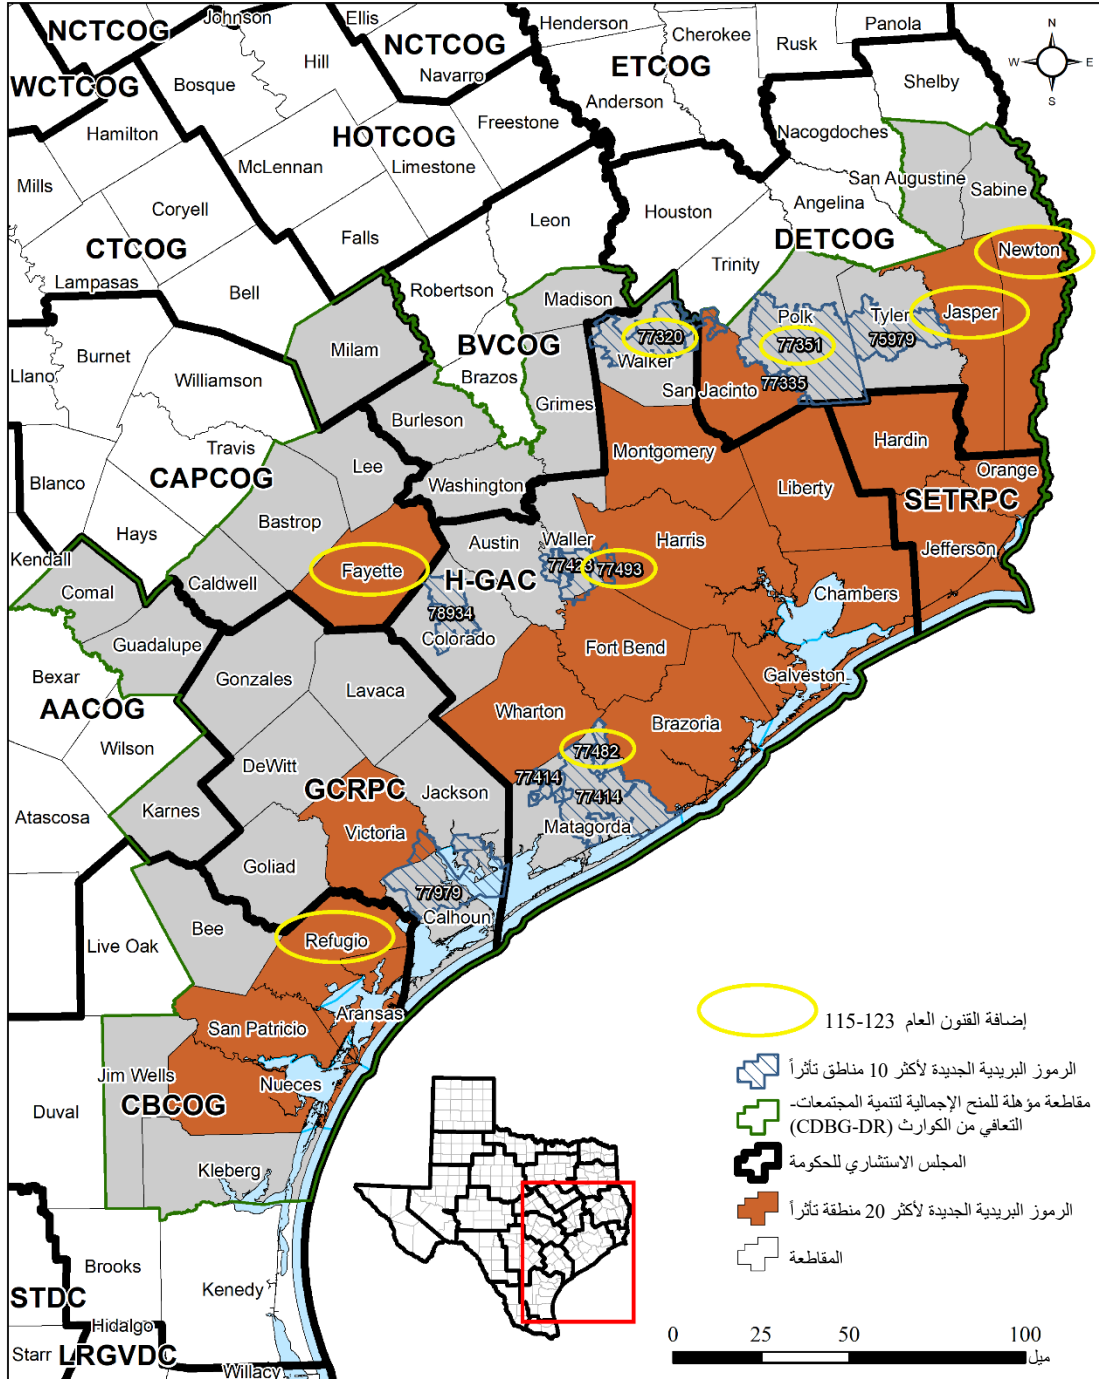 Johnson
Ellis
Henderson
Cherokee
Panola
NCTCOG
NCTCOG
Rusk
N
Hill
ETCOG
W
E
WCTCOG
Bosque
Navarro
Shelby
S
Anderson
Hamilton
HOTCOG
Freestone
Nacogdoches
McLennan
Limestone
San Augustine
Sabine
Mills
Coryell
Leon
Houston
Angelina
CTCOG
Falls
DETCOG
Newton
Lampasas
Bell
Robertson
Madison
Trinity
Polk
Tyler
Jasper
Milam
BVCOG
77320
77351
75979
Burnet
Walker
Llano
Williamson
Brazos
San Jacinto
77335
Burleson
Grimes
Travis
Montgomery
Hardin
CAPCOG
Lee
Orange
Blanco
Washington
Liberty
SETRPC
Bastrop
Hays
Austin
Waller
Harris
Jefferson
Kendall
Fayette
H-GAC
77423
77493
Comal
Caldwell
78934
Chambers
Guadalupe
Colorado
Fort Bend
Bexar
Gonzales
Lavaca
Galveston
AACOG
Wharton
Brazoria
Wilson
77482
DeWitt
77414
GCRPC
Jackson
77414
Atascosa
Karnes
Victoria
Matagorda
Goliad
77979
Calhoun
Bee
Live Oak
Refugio
Aransas
San Patricio
Jim Wells
Nueces
Duval
CBCOG
Kleberg
Brooks
Kenedy
STDC
Hidalgo
Starr
LRGVDC
Willacy
إضافة القنون العام 123-115
الرموز البريدية الجديدة لأكثر 10 مناطق تأثراً
مقاطعة مؤهلة للمنح الإجمالية لتنمية المجتمعات-
التعافي من الكوارث (CDBG-DR)
المجلس الاستشاري للحكومة
الرموز البريدية الجديدة لأكثر 20 منطقة تأثراً
المقاطعة
0
25
50
100
ميل